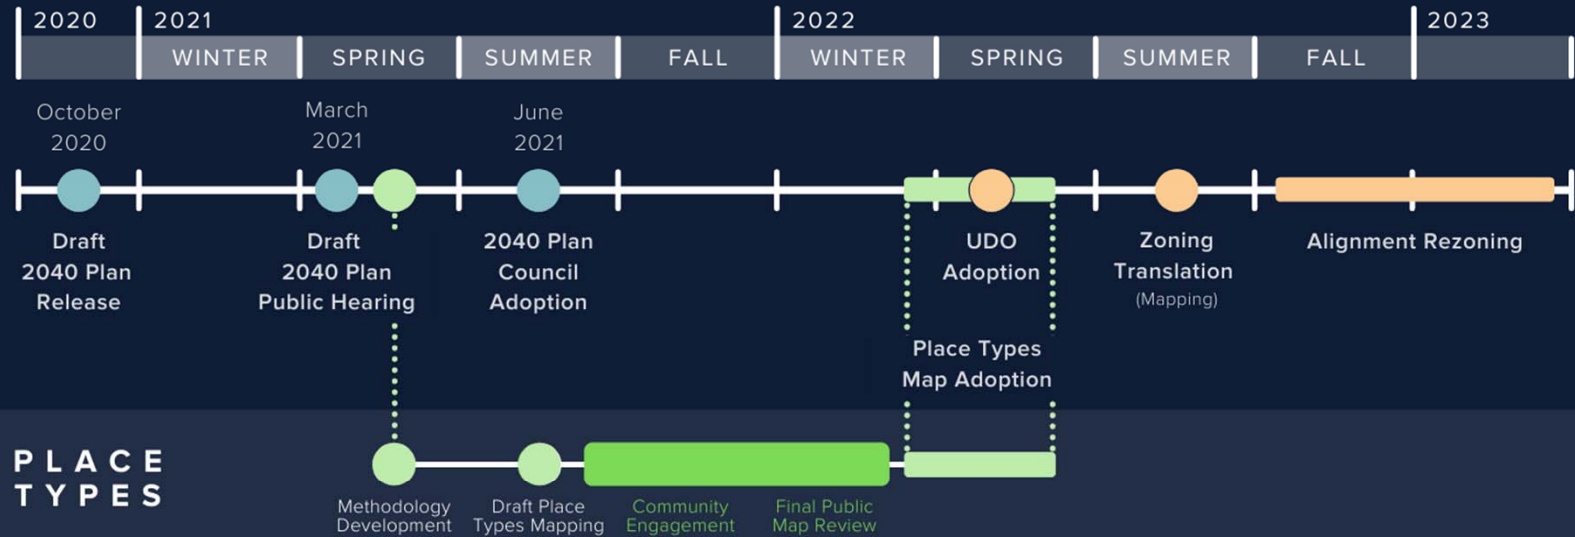 2020
2021
2022
2023
WINTER
SPRING
SUMMER
FALL
WINTER
SPRING
SUMMER
FALL
October
2020
March
2021
June
2021
Draft
2040 Plan
Release
Draft
2040 Plan
Public Hearing
2040 Plan
Council
Adoption
UDO
Adoption
Zoning
Translation
(Mapping)
Alignment Rezoning
Place Types
Map Adoption
PLACE
TYPES
Methodology
Development
Draft Place
Types Mapping
Community
Engagement
Final Public
Map Review